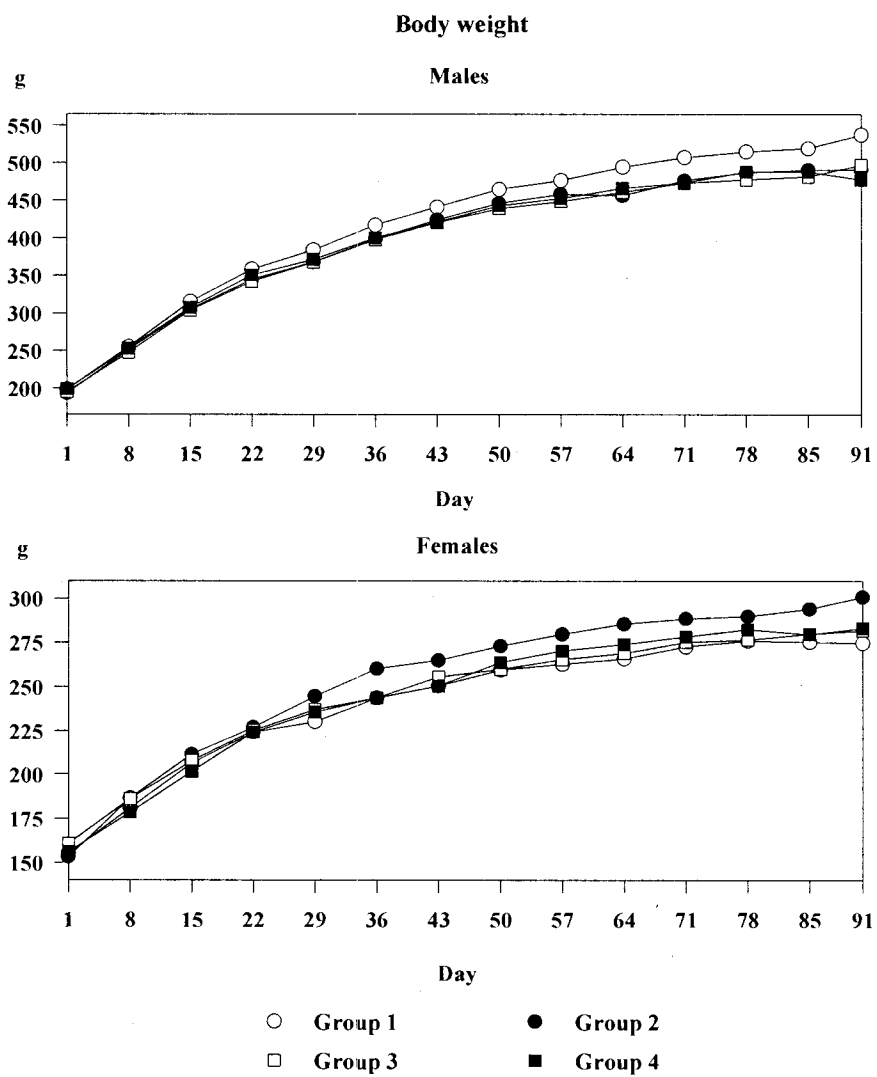 Body weight
g
Males
550
500
450
400
350
300
250
200
1 8 15 22 29 36 43 50 57 64 71 78 85 91
Day
g
Females
300
275
250
225
200
175
150
1 8 15 22 29 36 43 50 57 64 71 78 85 91
Day
Group 1 Group 2
Group 3 Group 4